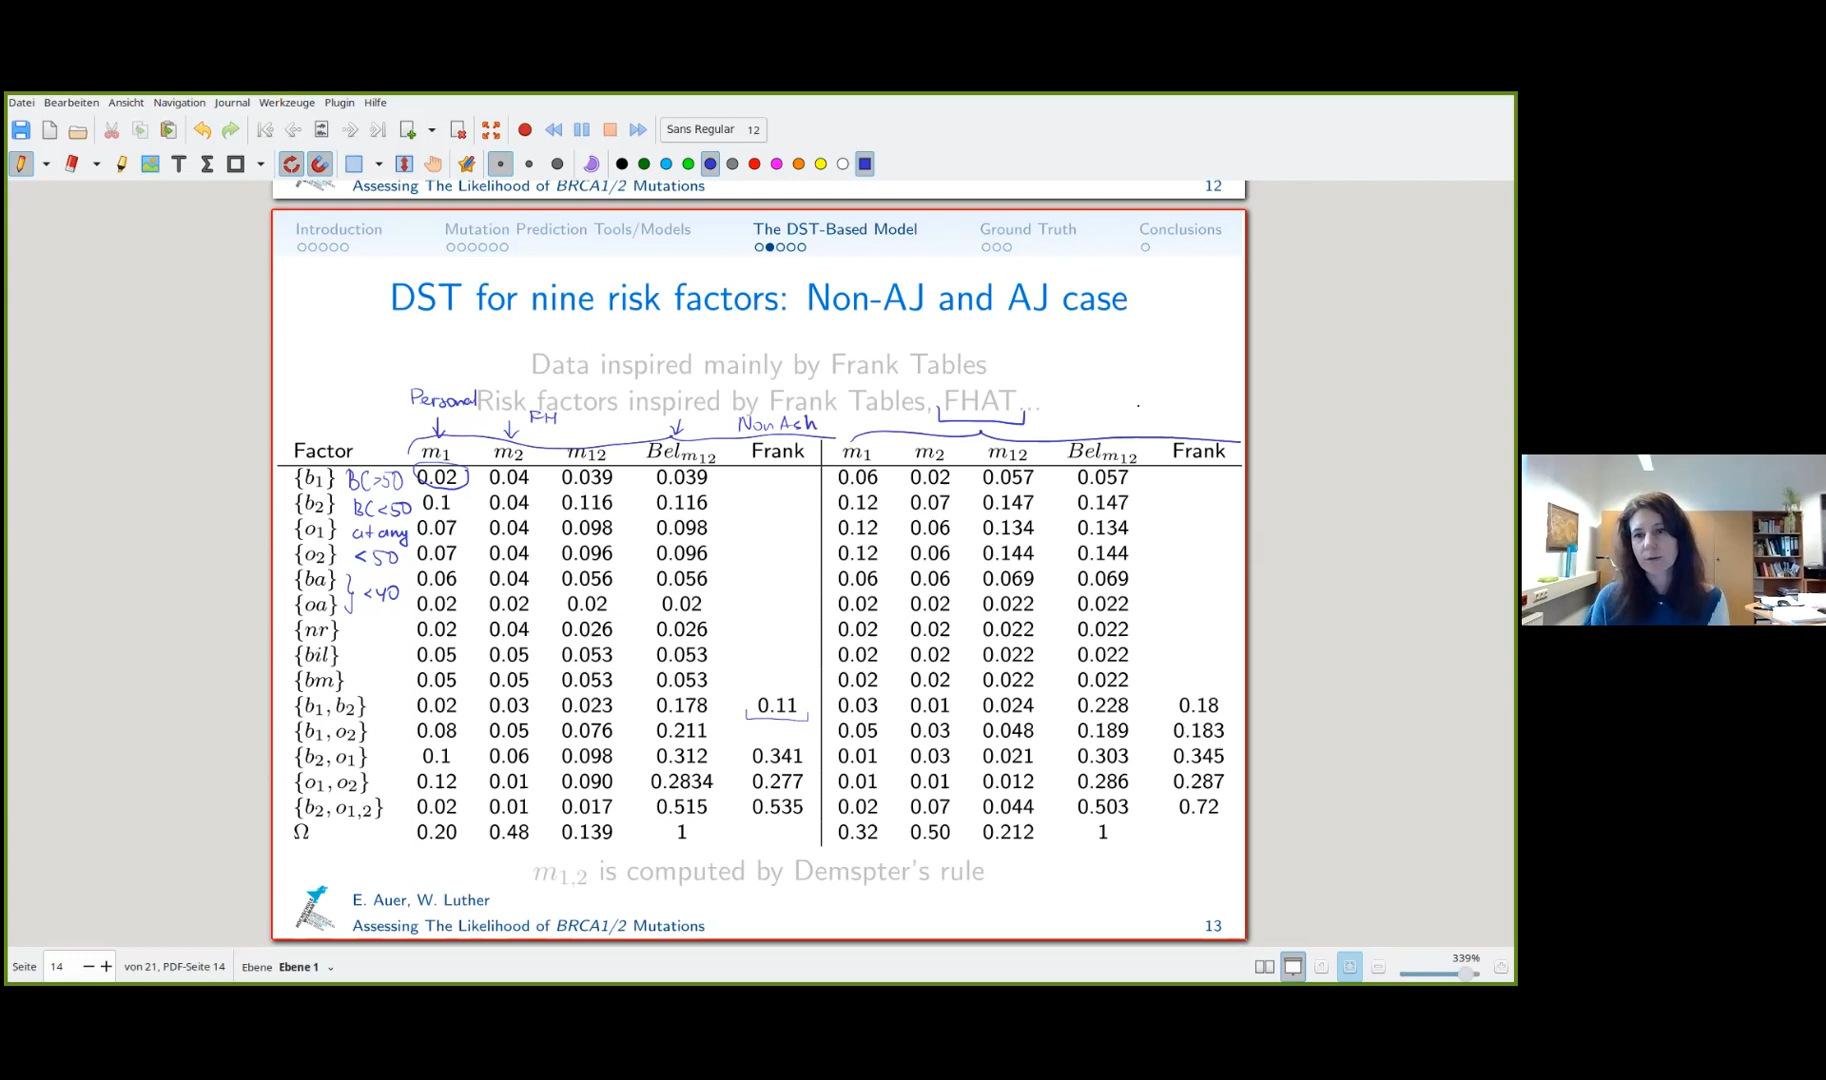 Datei Bearbeiten Ansicht Navigation Journal Werkzeuge Plugin Hilfe
Sans Regular 12
Assessing The Likelihood of BRCA1/2 Mutations 12
Introduction Mutation Prediction Tools/Models The DST-Based Model Ground Truth Conclusions
DST for nine risk factors: Non-AJ and AJ case
Data inspired mainly by Frank Tables
Personal Risk factors inspired by Frank Tables, FHAT...
FH Non Ash
Factor m1 m2 m12 Belm12 Frank m1 m2 m12 Belm12 Frank
{b1} BC>50 0.02 0.04 0.039 0.039 0.06 0.02 0.057 0.057
{b2} BC<50 0.1 0.04 0.116 0.116 0.12 0.07 0.147 0.147
{o1} at any 0.07 0.04 0.098 0.098 0.12 0.06 0.134 0.134
{o2} <50 0.07 0.04 0.096 0.096 0.12 0.06 0.144 0.144
{ba} 0.06 0.04 0.056 0.056 0.06 0.06 0.069 0.069
} <40
{oa} 0.02 0.02 0.02 0.02 0.02 0.02 0.022 0.022
{nr} 0.02 0.04 0.026 0.026 0.02 0.02 0.022 0.022
{bil} 0.05 0.05 0.053 0.053 0.02 0.02 0.022 0.022
{bm} 0.05 0.05 0.053 0.053 0.02 0.02 0.022 0.022
{b1, b2} 0.02 0.03 0.023 0.178 0.11 0.03 0.01 0.024 0.228 0.18
{b1, o2} 0.08 0.05 0.076 0.211 0.05 0.03 0.048 0.189 0.183
{b2, o1} 0.1 0.06 0.098 0.312 0.341 0.01 0.03 0.021 0.303 0.345
{o1, o2} 0.12 0.01 0.090 0.2834 0.277 0.01 0.01 0.012 0.286 0.287
{b2, o1,2} 0.02 0.01 0.017 0.515 0.535 0.02 0.07 0.044 0.503 0.72
Ω 0.20 0.48 0.139 1 0.32 0.50 0.212 1
m1,2 is computed by Demspter's rule
E. Auer, W. Luther
Assessing The Likelihood of BRCA1/2 Mutations 13
Seite 14 von 21, PDF-Seite 14 Ebene Ebene 1 339%